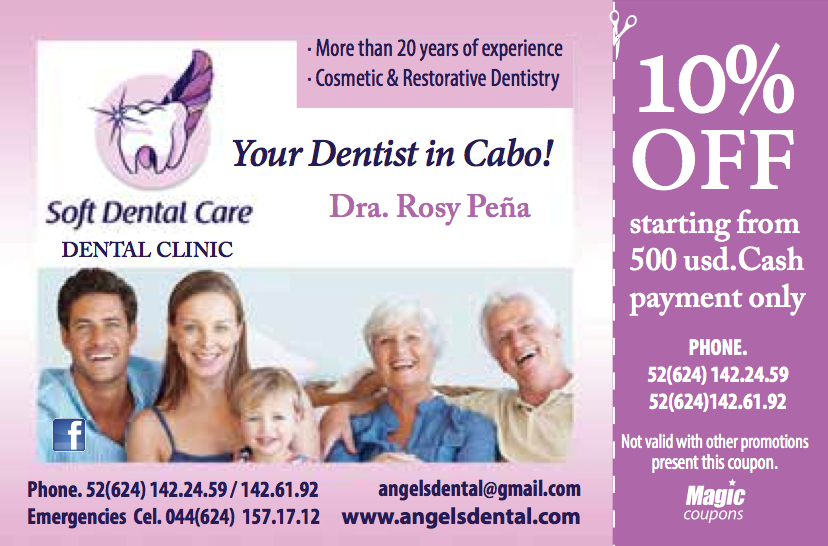 · More than 20 years of experience
· Cosmetic & Restorative Dentistry
Your Dentist in Cabo!
Dra. Rosy Peña
Soft Dental Care
DENTAL CLINIC
f
Phone. 52(624) 142.24.59 / 142.61.92
Emergencies Cel. 044(624) 157.17.12
angelsdental@gmail.com
www.angelsdental.com
10%
OFF
starting from
500 usd.Cash
payment only
PHONE.
52(624) 142.24.59
52(624)142.61.92
Not valid with other promotions
present this coupon.
Magic
coupons